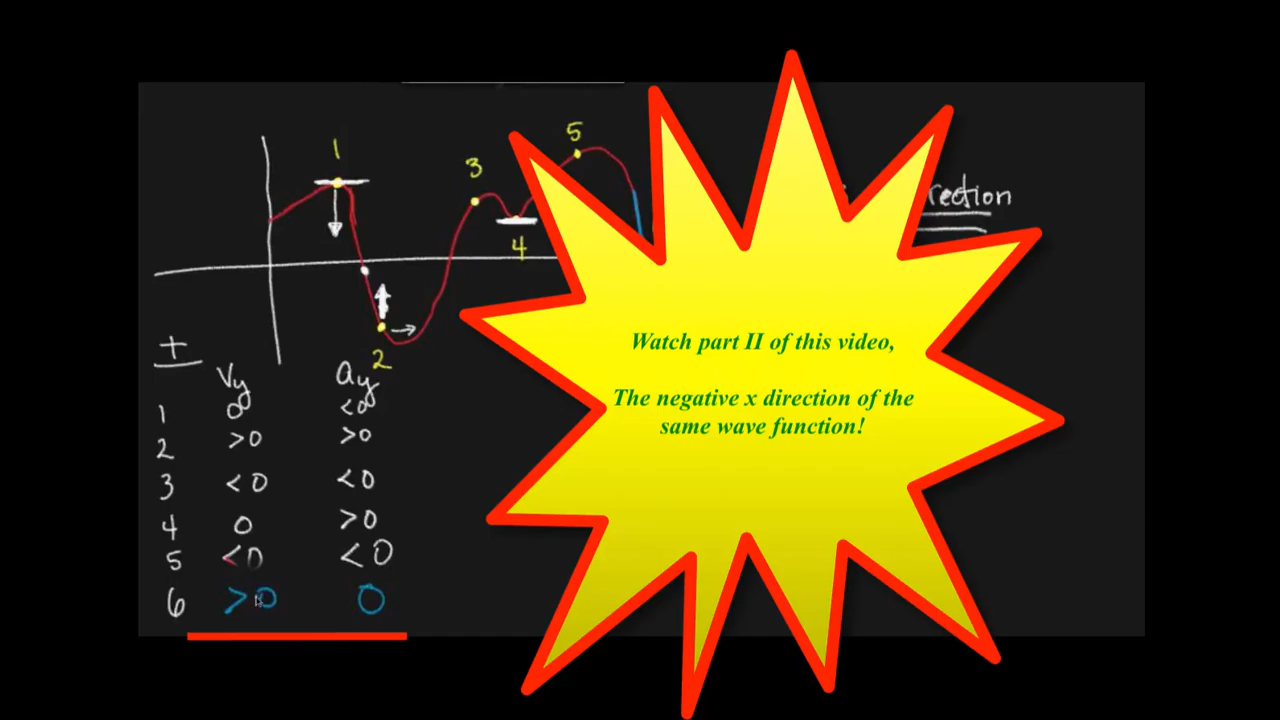 1
3
5
4
2
rection
+
Vy ay
1 0 <0
2 >0 >0
3 <0 <0
4 0 >0
5 <0 <0
6 >0 0
Watch part II of this video,
The negative x direction of the
same wave function!